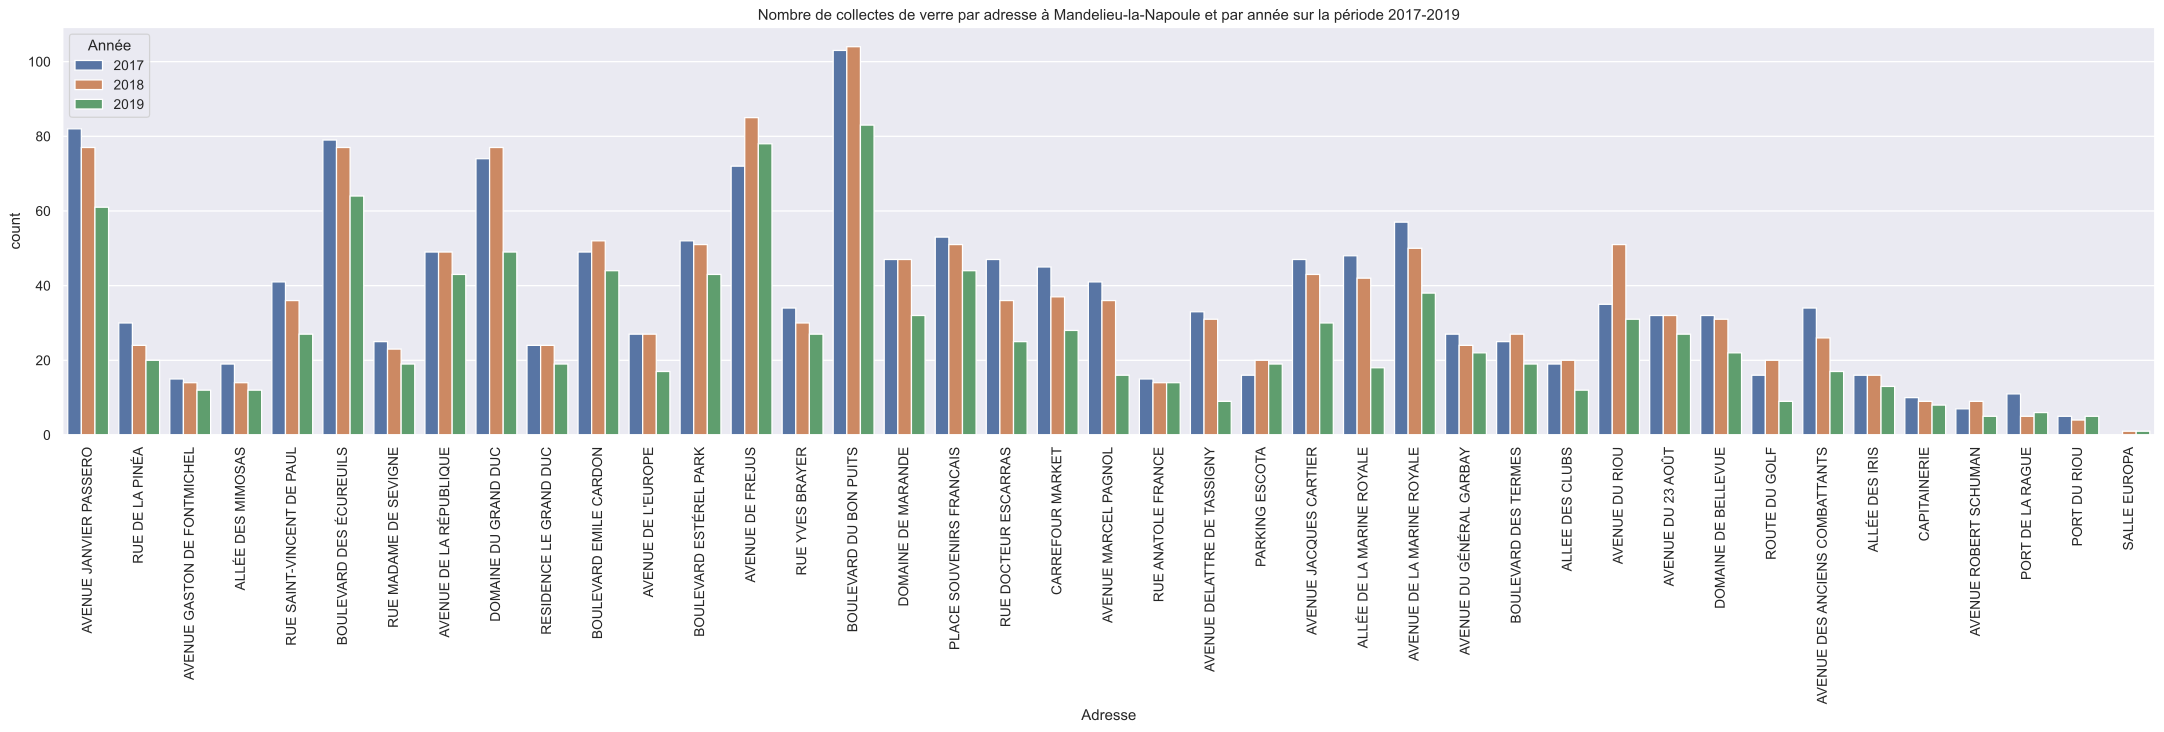 Nombre de collectes de verre par adresse à Mandelieu-la-Napoule et par année sur la période 2017-2019
Année
2017
2018
2019
count
100
80
60
40
20
0
AVENUE JANVIER PASSERO
RUE DE LA PINÉA
AVENUE GASTON DE FONTMICHEL
ALLÉE DES MIMOSAS
RUE SAINT-VINCENT DE PAUL
BOULEVARD DES ÉCUREUILS
RUE MADAME DE SEVIGNE
AVENUE DE LA RÉPUBLIQUE
DOMAINE DU GRAND DUC
RESIDENCE LE GRAND DUC
BOULEVARD EMILE CARDON
AVENUE DE L'EUROPE
BOULEVARD ESTÉREL PARK
AVENUE DE FREJUS
RUE YVES BRAYER
BOULEVARD DU BON PUITS
DOMAINE DE MARANDE
PLACE SOUVENIRS FRANCAIS
RUE DOCTEUR ESCARRAS
CARREFOUR MARKET
AVENUE MARCEL PAGNOL
RUE ANATOLE FRANCE
AVENUE DELATTRE DE TASSIGNY
PARKING ESCOTA
AVENUE JACQUES CARTIER
ALLÉE DE LA MARINE ROYALE
AVENUE DE LA MARINE ROYALE
AVENUE DU GÉNÉRAL GARBAY
BOULEVARD DES TERMES
ALLEE DES CLUBS
AVENUE DU RIOU
AVENUE DU 23 AOÛT
DOMAINE DE BELLEVUE
ROUTE DU GOLF
AVENUE DES ANCIENS COMBATTANTS
ALLÉE DES IRIS
CAPITAINERIE
AVENUE ROBERT SCHUMAN
PORT DE LA RAGUE
PORT DU RIOU
SALLE EUROPA
Adresse